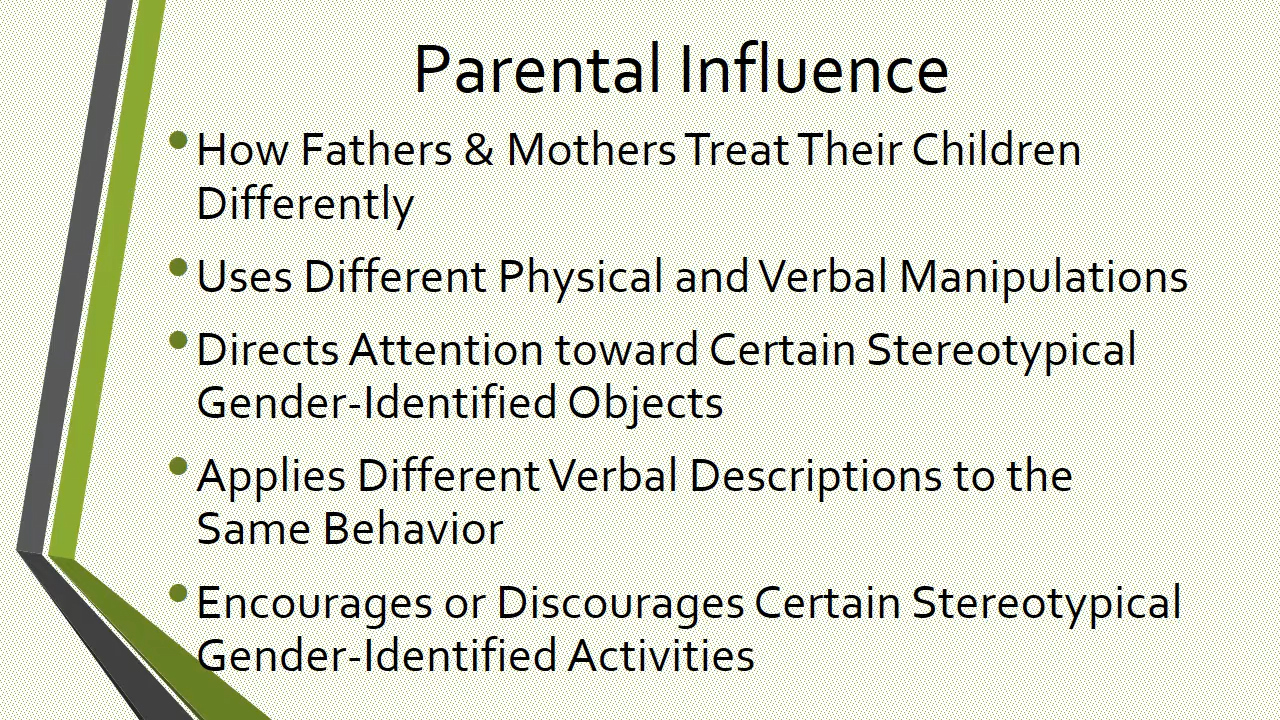 Parental Influence
• How Fathers & Mothers Treat Their Children
Differently
• Uses Different Physical and Verbal Manipulations
• Directs Attention toward Certain Stereotypical
Gender-Identified Objects
• Applies Different Verbal Descriptions to the
Same Behavior
• Encourages or Discourages Certain Stereotypical
Gender-Identified Activities